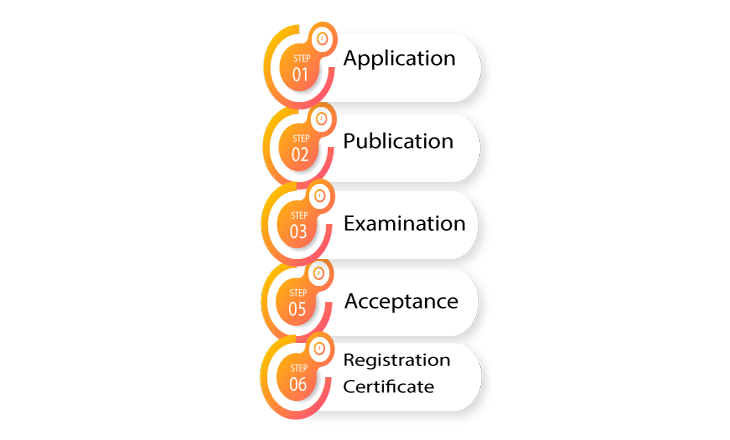 STEP
01
Application
STEP
02
Publication
STEP
03
Examination
STEP
05
Acceptance
STEP
06
Registration
Certificate